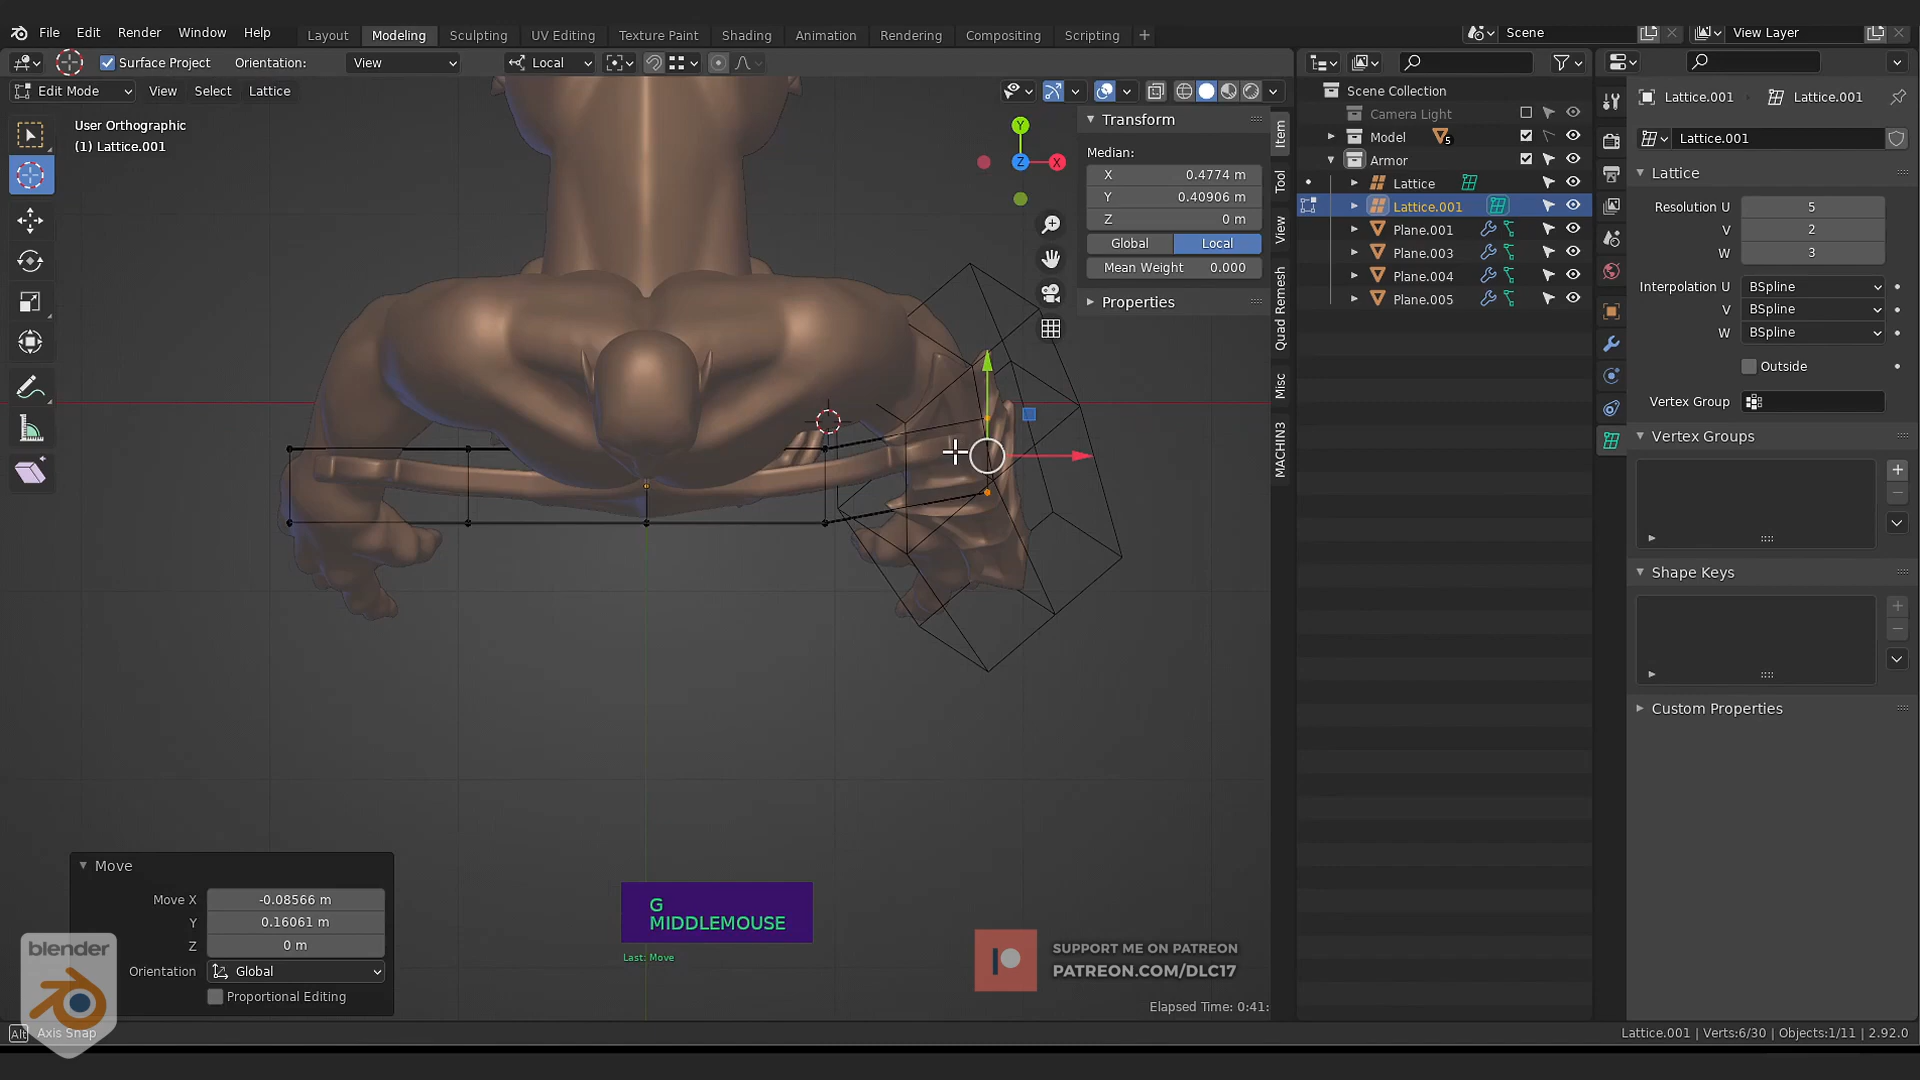 File Edit Render Window Help
Layout Modeling Sculpting UV Editing Texture Paint Shading Animation Rendering Compositing Scripting
Scene
View Layer
Surface Project Orientation: View Local
Edit Mode View Select Lattice
User Orthographic
(1) Lattice.001
Y
Z
X
Transform
Median:
X 0.4774 m
Y 0.40906 m
Z 0 m
Global Local
Mean Weight 0.000
Properties
Item
Tool
View
Quad Remesh
Misc
MACHIN3
Scene Collection
Camera Light
Model 5
Armor
Lattice
Lattice.001
Plane.001
Plane.003
Plane.004
Plane.005
Lattice.001 Lattice.001
Lattice.001
Lattice
Resolution U 5
V 2
W 3
Interpolation U BSpline
V BSpline
W BSpline
Outside
Vertex Group
Vertex Groups
Shape Keys
Custom Properties
Move
Move X -0.08566 m
Y 0.16061 m
Z 0 m
Orientation Global
Proportional Editing
blender
G
MIDDLEMOUSE
Last: Move
SUPPORT ME ON PATREON
PATREON.COM/DLC17
Elapsed Time: 0:41:
Alt Axis Snap
Lattice.001 | Verts:6/30 | Objects:1/11 | 2.92.0